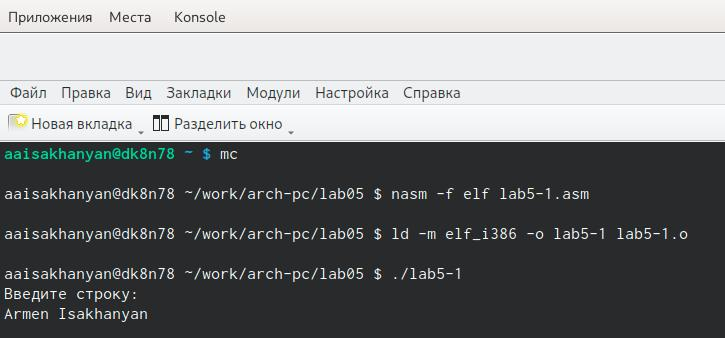 Приложения Места Konsole
Файл Правка Вид Закладки Модули Настройка Справка
Новая вкладка Разделить окно
aaisakhanyan@dk8n78 ~ $ mc
aaisakhanyan@dk8n78 ~/work/arch-pc/lab05 $ nasm -f elf lab5-1.asm
aaisakhanyan@dk8n78 ~/work/arch-pc/lab05 $ ld -m elf_i386 -o lab5-1 lab5-1.o
aaisakhanyan@dk8n78 ~/work/arch-pc/lab05 $ ./lab5-1
Введите строку:
Armen Isakhanyan